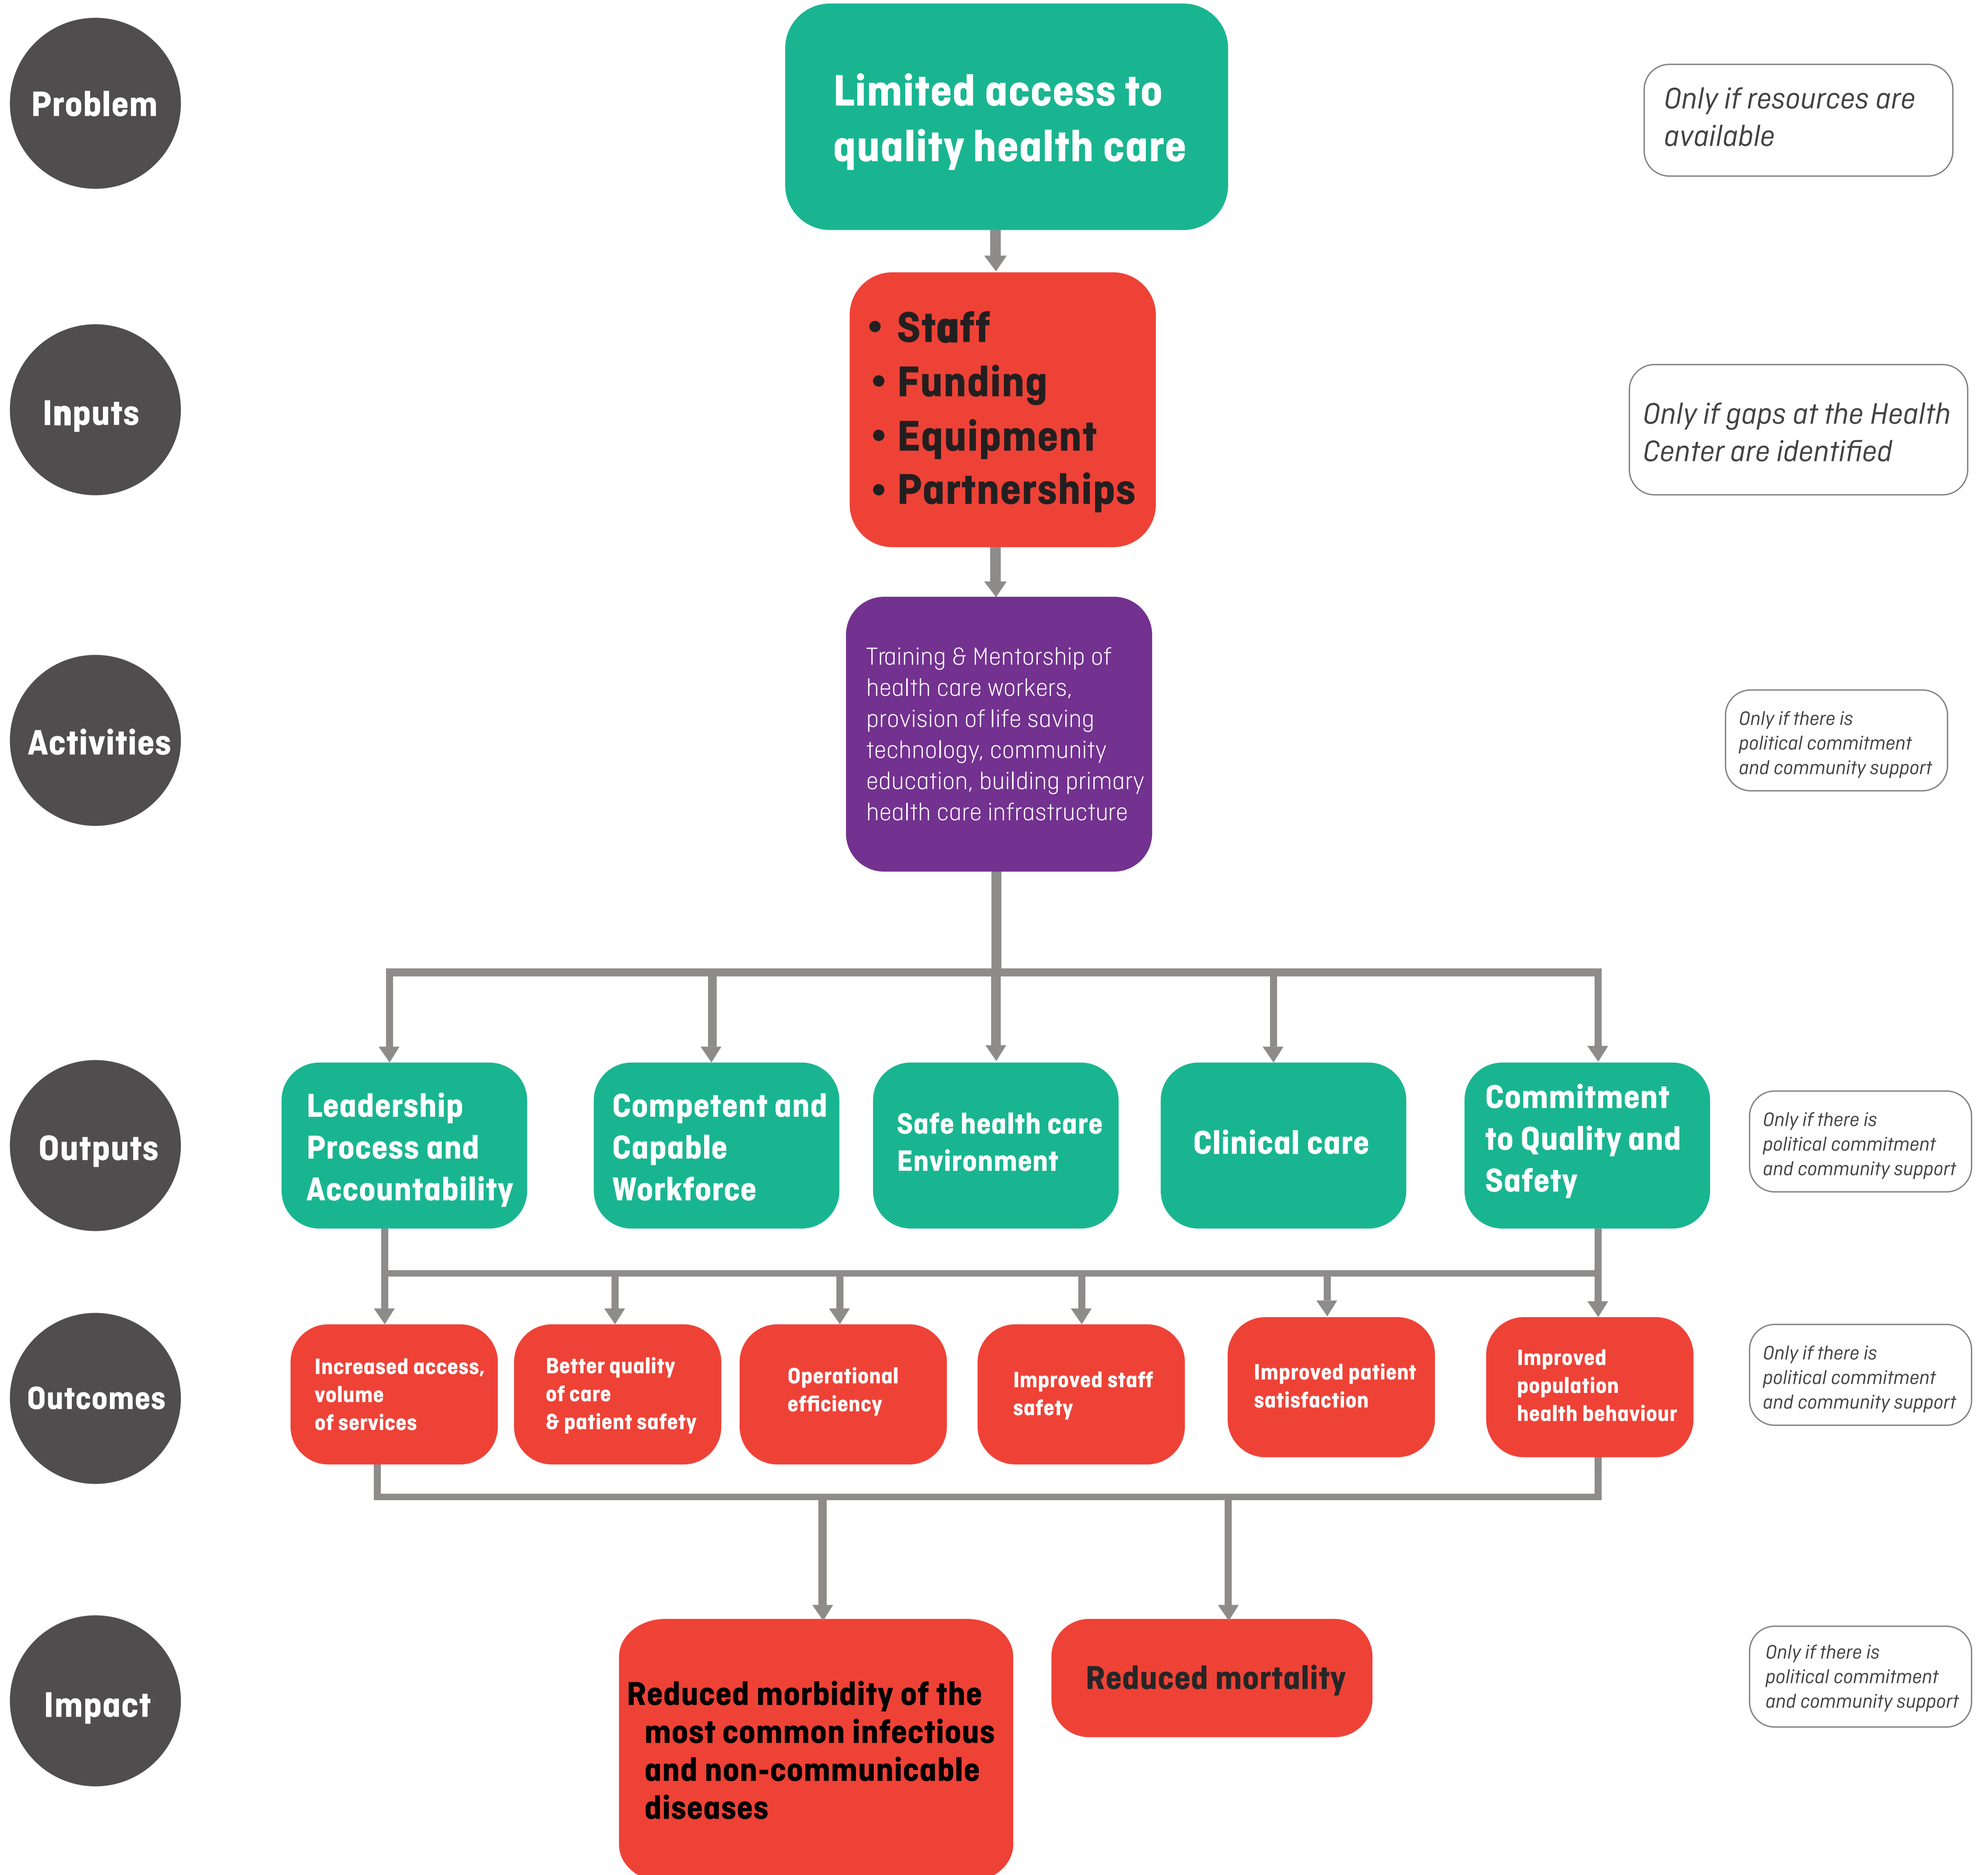 Problem
Limited access to
quality health care
Only if resources are
available
Inputs
• Staff
• Funding
• Equipment
• Partnerships
Only if gaps at the Health
Center are identified
Activities
Training & Mentorship of
health care workers,
provision of life saving
technology, community
education, building primary
health care infrastructure
Only if there is
political commitment
and community support
Outputs
Leadership
Process and
Accountability
Competent and
Capable
Workforce
Safe health care
Environment
Clinical care
Commitment
to Quality and
Safety
Only if there is
political commitment
and community support
Outcomes
Increased access,
volume
of services
Better quality
of care
& patient safety
Operational
efficiency
Improved staff
safety
Improved patient
satisfaction
Improved
population
health behaviour
Only if there is
political commitment
and community support
Impact
Reduced morbidity of the
most common infectious
and non-communicable
diseases
Reduced mortality
Only if there is
political commitment
and community support